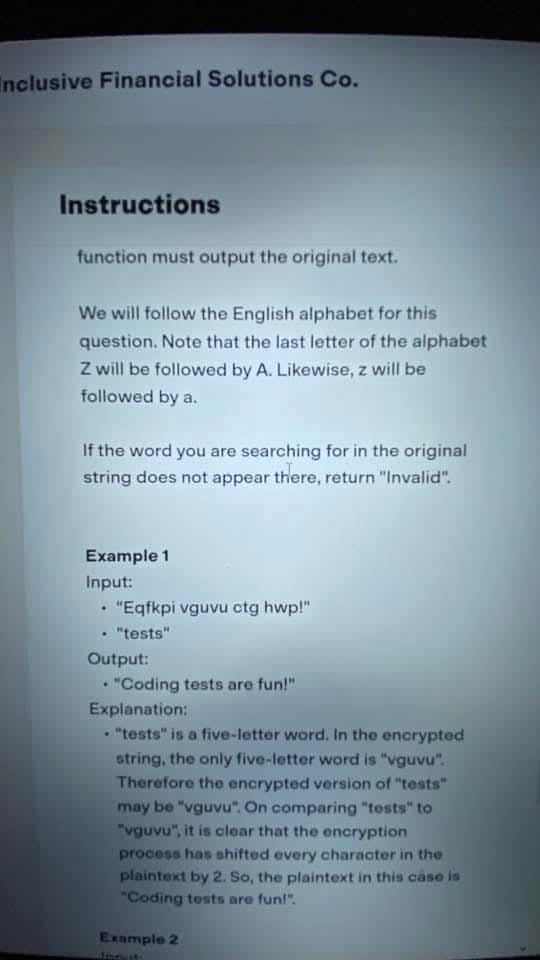 Inclusive Financial Solutions Co.
Instructions
function must output the original text.
We will follow the English alphabet for this
question. Note that the last letter of the alphabet
Z will be followed by A. Likewise, z will be
followed by a.
If the word you are searching for in the original
string does not appear there, return "Invalid".
Example 1
Input:
• "Eqfkpi vguvu ctg hwp!"
• "tests"
Output:
• "Coding tests are fun!"
Explanation:
• "tests" is a five-letter word. In the encrypted
string, the only five-letter word is "vguvu".
Therefore the encrypted version of "tests"
may be "vguvu". On comparing "tests" to
"vguvu", it is clear that the encryption
process has shifted every character in the
plaintext by 2. So, the plaintext in this case is
"Coding tests are fun!".
Example 2